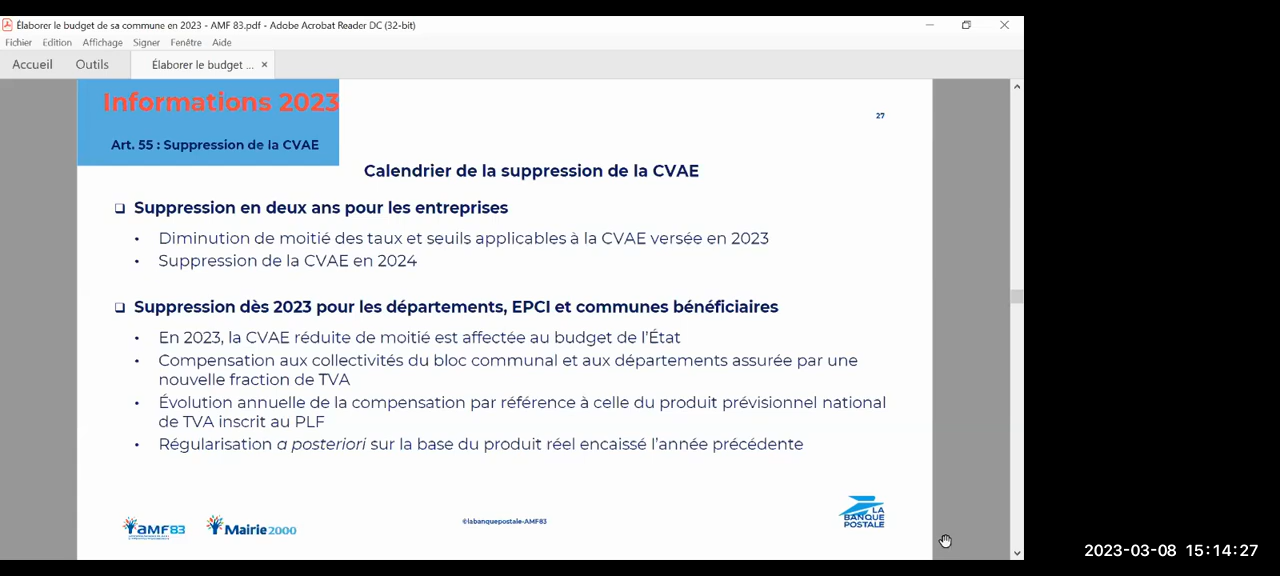 Élaborer le budget de sa commune en 2023 - AMF 83.pdf - Adobe Acrobat Reader DC (32-bit)
Fichier Edition Affichage Signer Fenêtre Aide
Accueil Outils Élaborer le budget ... ×
Informations 2023
27
Art. 55 : Suppression de la CVAE
Calendrier de la suppression de la CVAE
❑ Suppression en deux ans pour les entreprises
• Diminution de moitié des taux et seuils applicables à la CVAE versée en 2023
• Suppression de la CVAE en 2024
❑ Suppression dès 2023 pour les départements, EPCI et communes bénéficiaires
• En 2023, la CVAE réduite de moitié est affectée au budget de l'État
• Compensation aux collectivités du bloc communal et aux départements assurée par une
nouvelle fraction de TVA
• Évolution annuelle de la compensation par référence à celle du produit prévisionnel national
de TVA inscrit au PLF
• Régularisation a posteriori sur la base du produit réel encaissé l'année précédente
AMF83 Mairie2000
©labanquepostale-AMF83
LA
BANQUE
POSTALE
2023-03-08 15:14:27